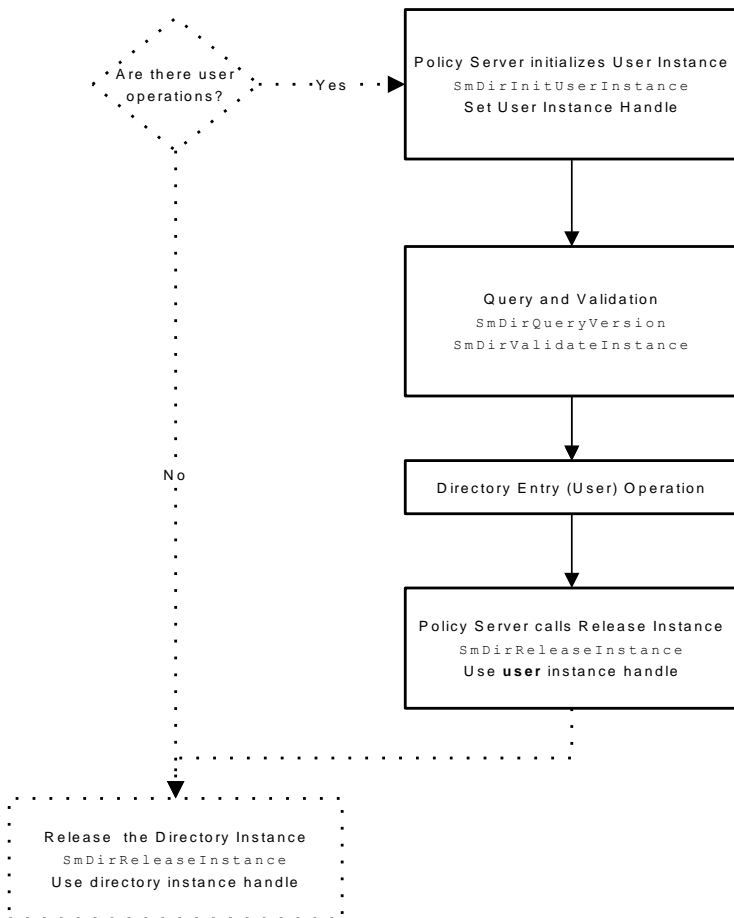 Are there user
operations?
Yes
Policy Server initializes User Instance
SmDirInitUserInstance
Set User Instance Handle
Query and Validation
SmDirQueryVersion
SmDirValidateInstance
No
Directory Entry (User) Operation
Policy Server calls Release Instance
SmDirReleaseInstance
Use user instance handle
Release the Directory Instance
SmDirReleaseInstance
Use directory instance handle